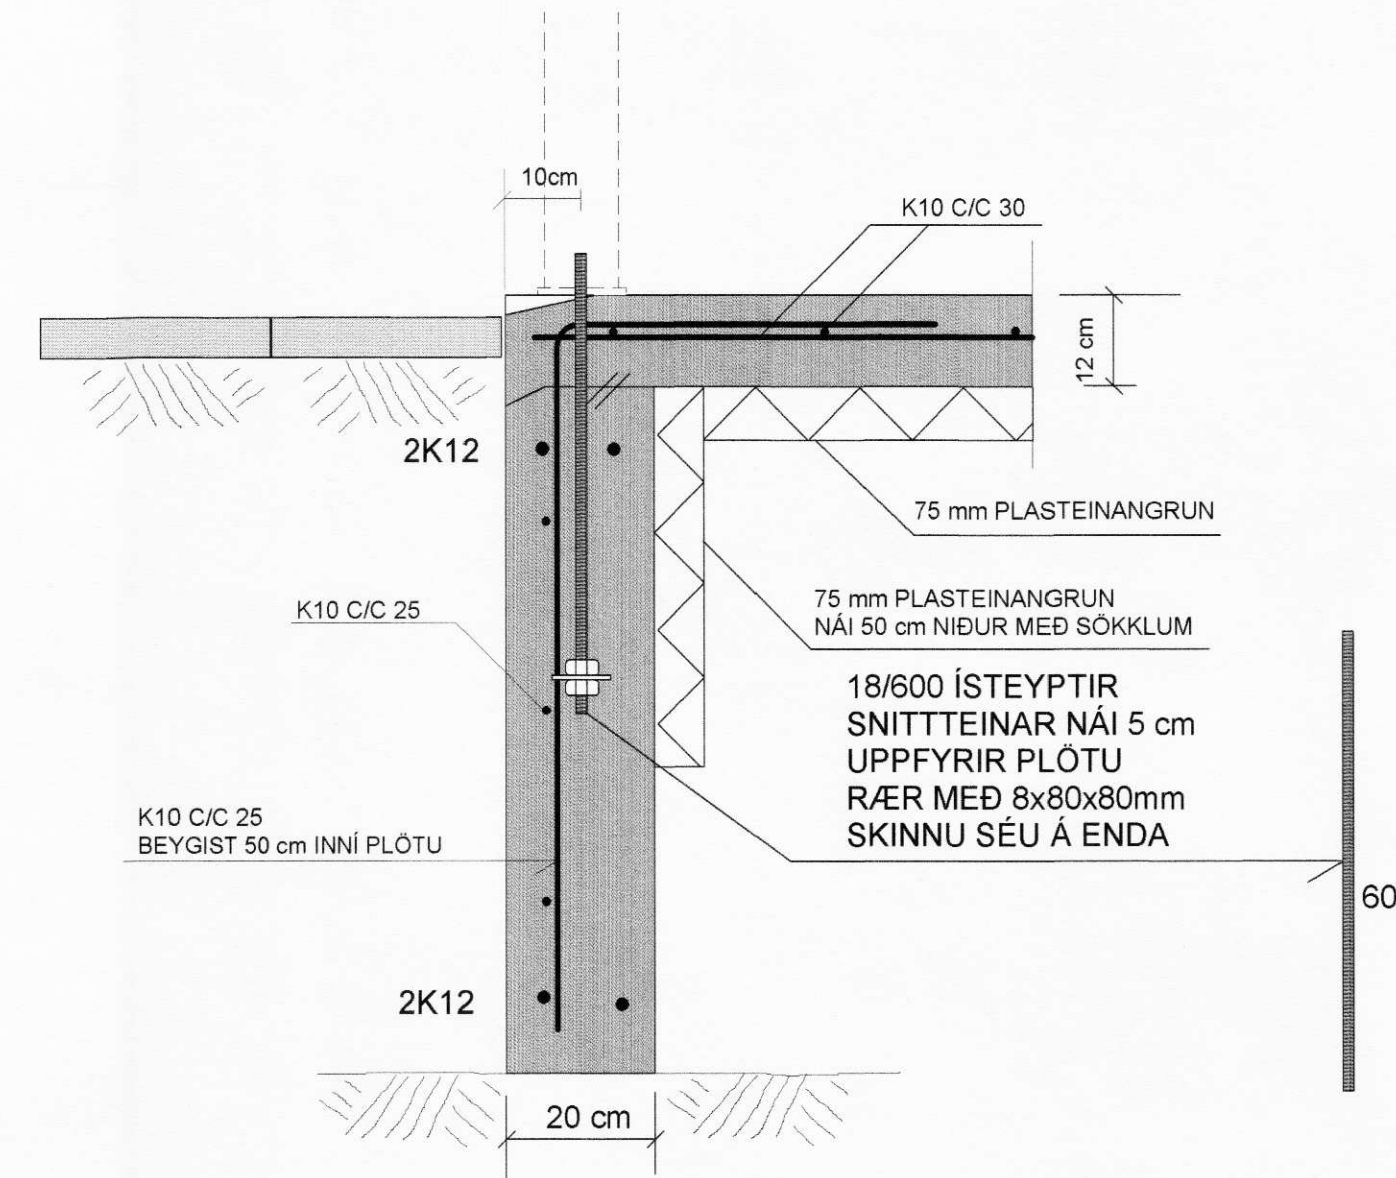 10cm
K10 C/C 30
12 cm
2K12
75 mm PLASTEINANGRUN
75 mm PLASTEINANGRUN
NÁI 50 cm NIÐUR MEÐ SÖKKLUM
K10 C/C 25
18/600 ÍSTEYPTIR
SNITTTEINAR NÁI 5 cm
UPPFYRIR PLÖTU
RÆR MEÐ 8x80x80mm
SKINNU SÉU Á ENDA
K10 C/C 25
BEYGIST 50 cm INNÍ PLÖTU
60
2K12
20 cm